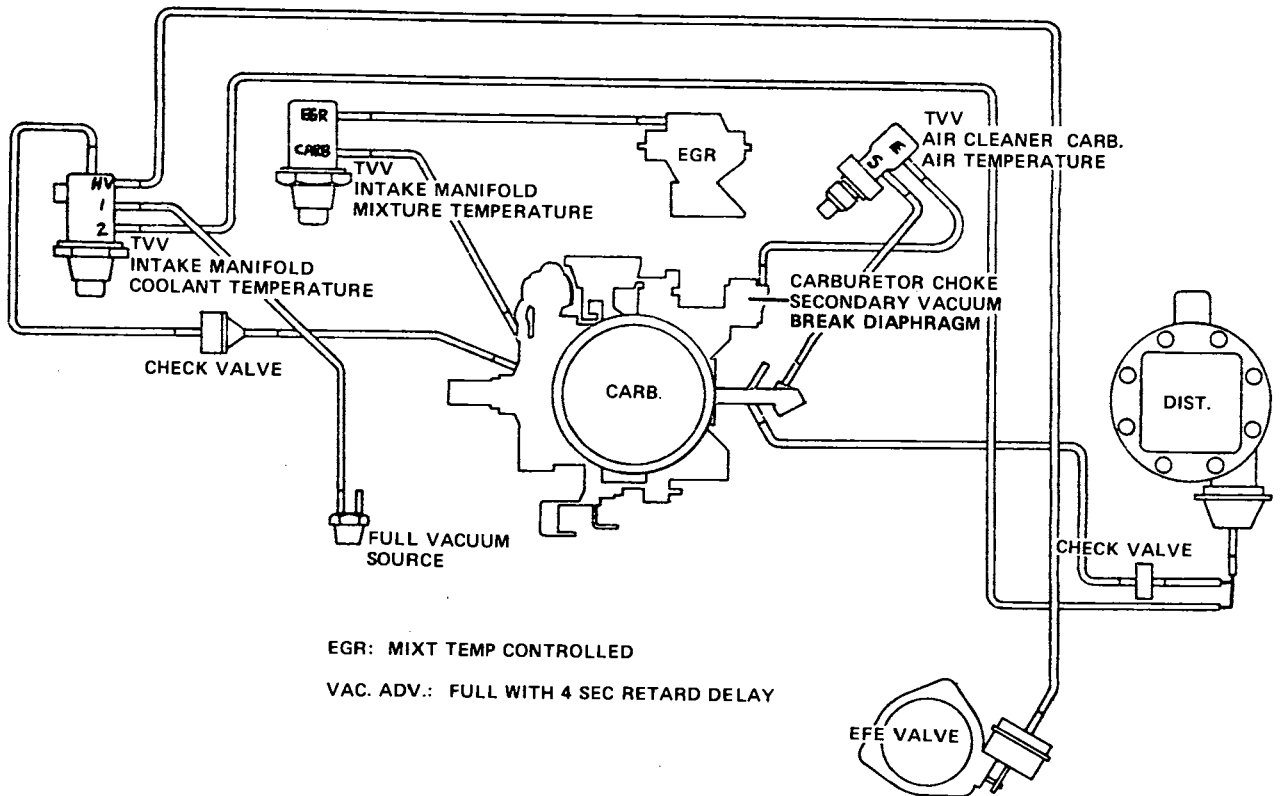 EGR
CARB
TVV
INTAKE MANIFOLD
MIXTURE TEMPERATURE
EGR
S E
TVV
AIR CLEANER CARB.
AIR TEMPERATURE
HV
1
2
TVV
INTAKE MANIFOLD
COOLANT TEMPERATURE
CARBURETOR CHOKE
SECONDARY VACUUM
BREAK DIAPHRAGM
CHECK VALVE
CARB.
DIST.
FULL VACUUM
SOURCE
CHECK VALVE
EGR: MIXT TEMP CONTROLLED
VAC. ADV.: FULL WITH 4 SEC RETARD DELAY
EFE VALVE